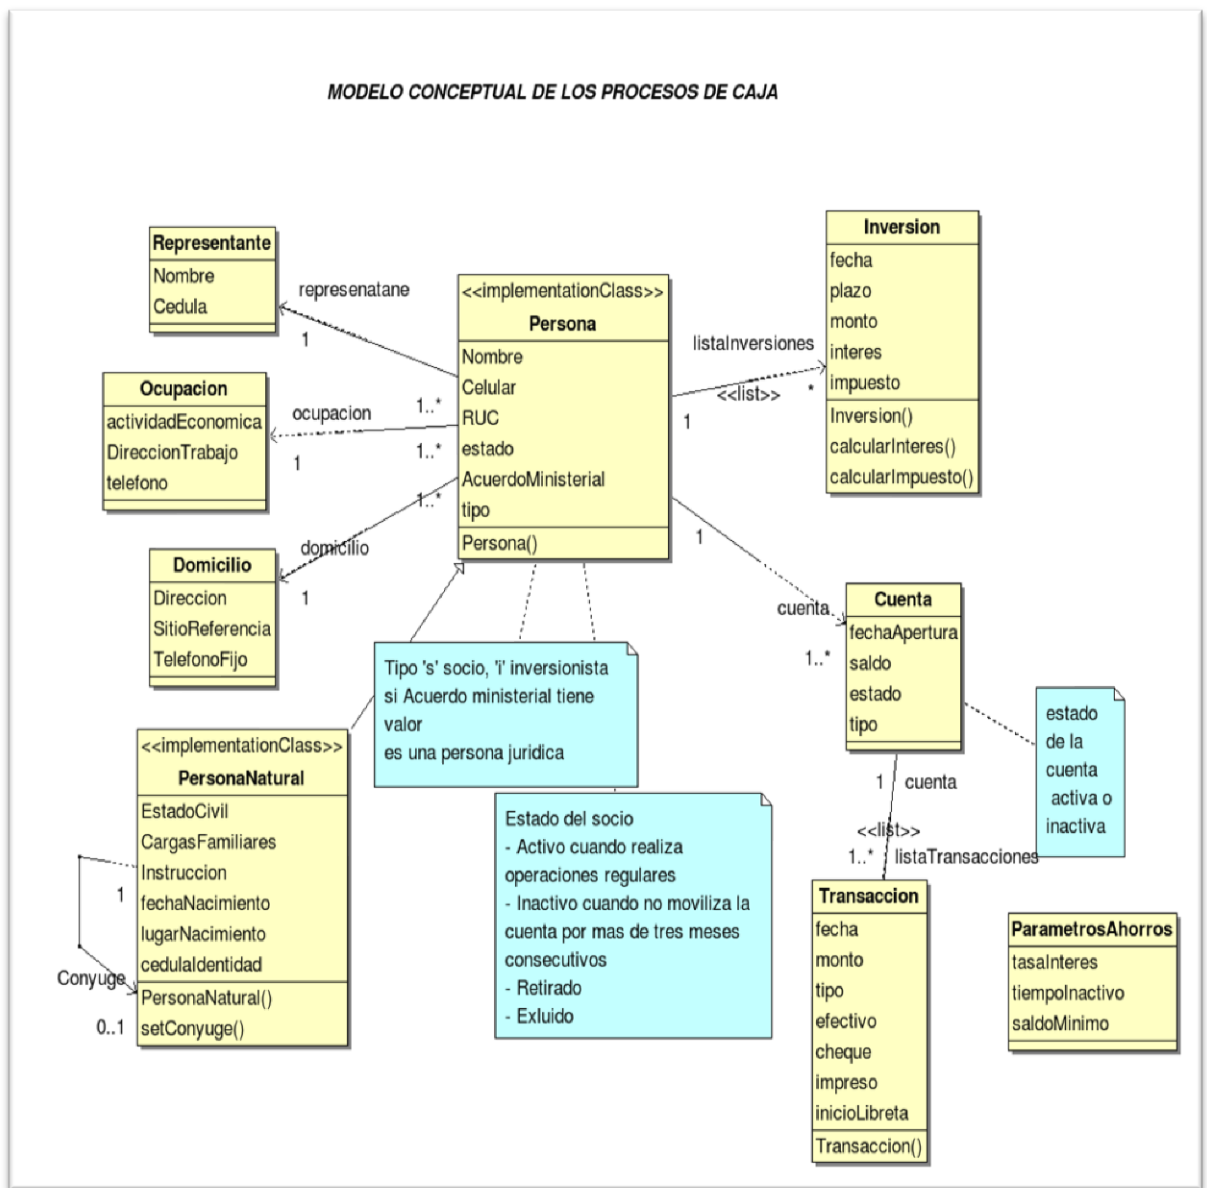 MODELO CONCEPTUAL DE LOS PROCESOS DE CAJA
Representante
Nombre
Cedula
represenatane
1
Ocupacion
actividadEconomica
DireccionTrabajo
telefono
ocupacion
1
1..*
1..*
1..*
Domicilio
Direccion
SitioReferencia
TelefonoFijo
domicilio
1
<<implementationClass>>
Persona
Nombre
Celular
RUC
estado
AcuerdoMinisterial
tipo
Persona()
listaInversiones
<<list>>
*
1
Inversion
fecha
plazo
monto
interes
impuesto
Inversion()
calcularInteres()
calcularImpuesto()
1
cuenta
1..*
Cuenta
fechaApertura
saldo
estado
tipo
estado
de la
cuenta
activa o
inactiva
Tipo 's' socio, 'i' inversionista
si Acuerdo ministerial tiene
valor
es una persona juridica
<<implementationClass>>
PersonaNatural
EstadoCivil
CargasFamiliares
Instruccion
fechaNacimiento
lugarNacimiento
cedulaIdentidad
PersonaNatural()
setConyuge()
1
Conyuge
0..1
Estado del socio
- Activo cuando realiza
operaciones regulares
- Inactivo cuando no moviliza la
cuenta por mas de tres meses
consecutivos
- Retirado
- Exluido
1 cuenta
<<list>>
1..* listaTransacciones
Transaccion
fecha
monto
tipo
efectivo
cheque
impreso
inicioLibreta
Transaccion()
ParametrosAhorros
tasaInteres
tiempoInactivo
saldoMinimo